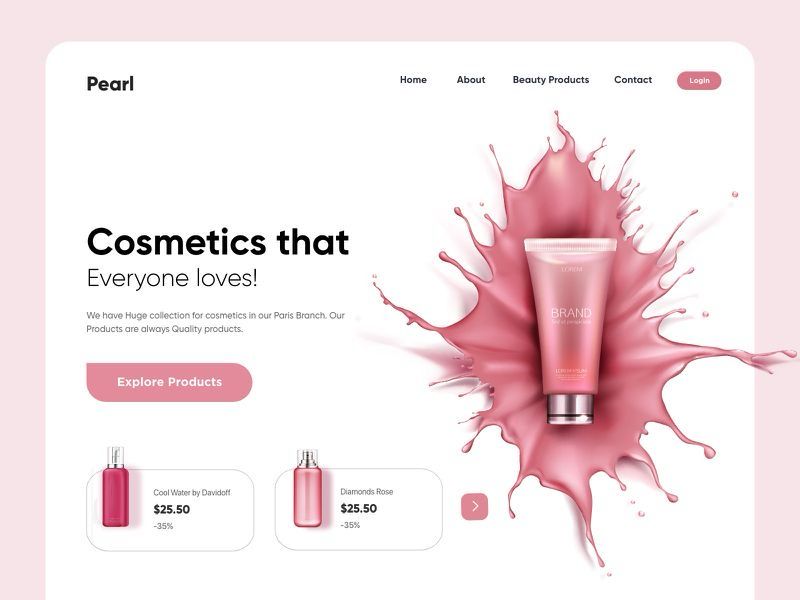 Pearl
Home About Beauty Products Contact Login
Cosmetics that
Everyone loves!
We have Huge collection for cosmetics in our Paris Branch. Our
Products are always Quality products.
Explore Products
LOREM
BRAND
LOREM IPSUM
Cool Water by Davidoff
$25.50
-35%
Diamonds Rose
$25.50
-35%